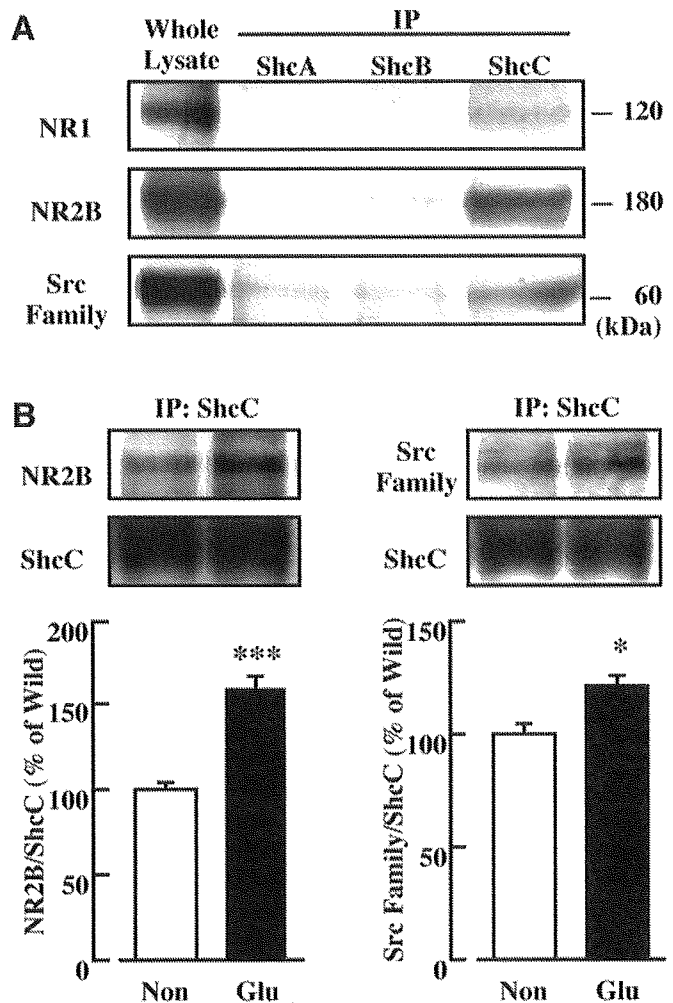 A
Whole
Lysate
IP
ShcA ShcB ShcC
NR1
120
NR2B
180
Src
Family
60
(kDa)
B
IP: ShcC
NR2B
ShcC
200
150
100
50
0
NR2B/ShcC (% of Wild)
***
Non Glu
IP: ShcC
Src
Family
ShcC
150
100
50
0
Src Family/ShcC (% of Wild)
*
Non Glu